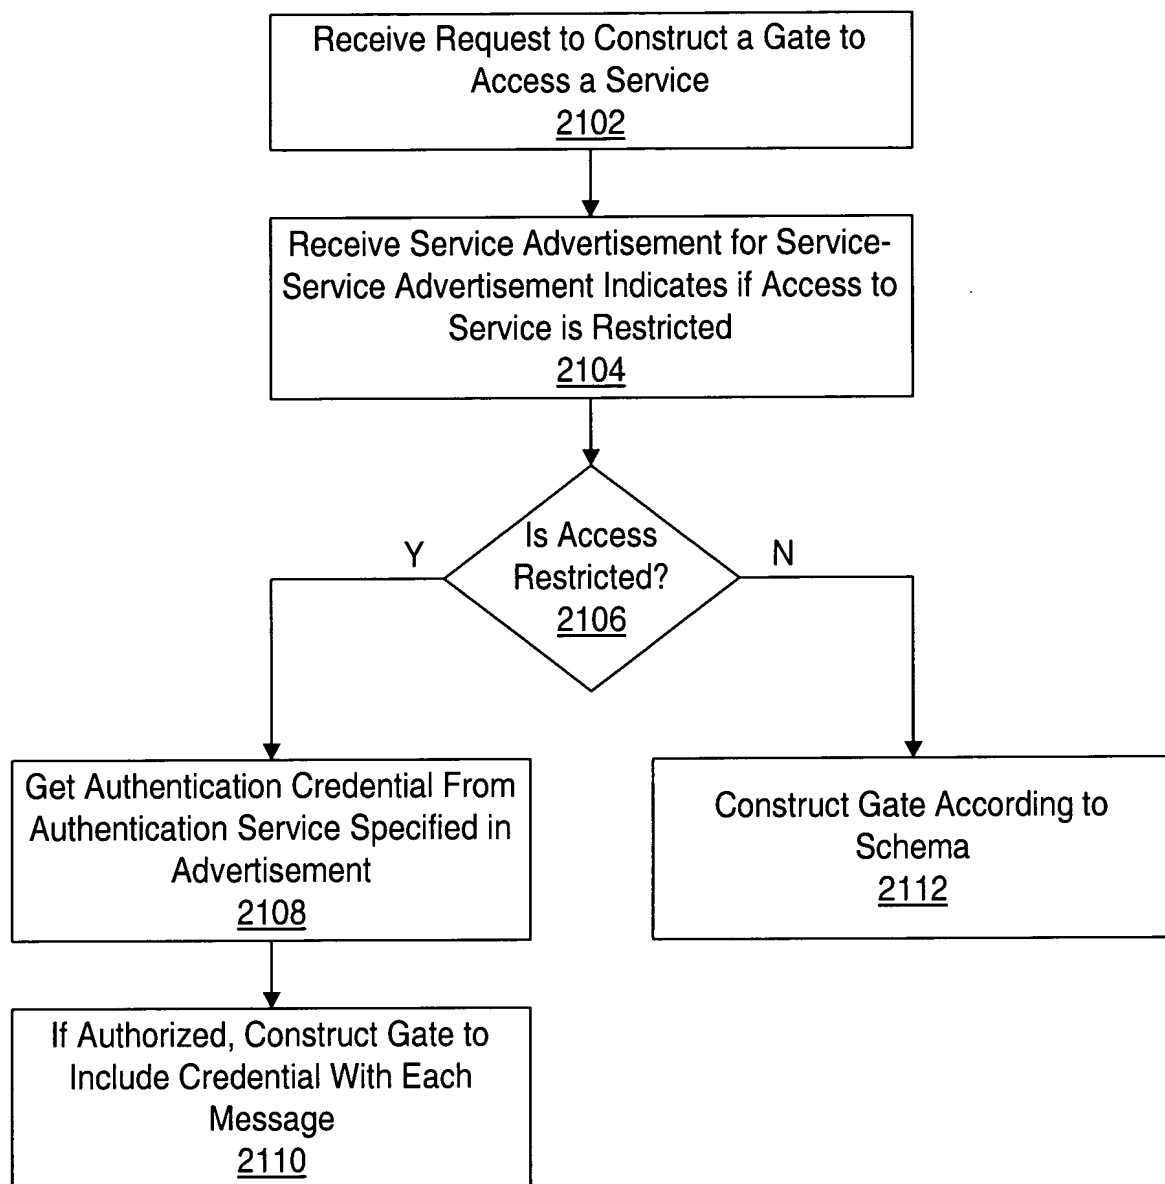 Receive Request to Construct a Gate to
Access a Service
2102
Receive Service Advertisement for Service-
Service Advertisement Indicates if Access to
Service is Restricted
2104
Is Access
Restricted?
2106
Y
N
Get Authentication Credential From
Authentication Service Specified in
Advertisement
2108
Construct Gate According to
Schema
2112
If Authorized, Construct Gate to
Include Credential With Each
Message
2110